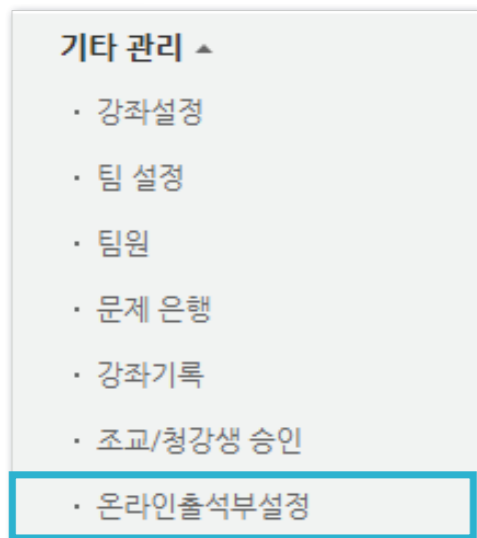 기타 관리 ▲
· 강좌설정
· 팀 설정
· 팀원
· 문제 은행
· 강좌기록
· 조교/청강생 승인
· 온라인출석부설정